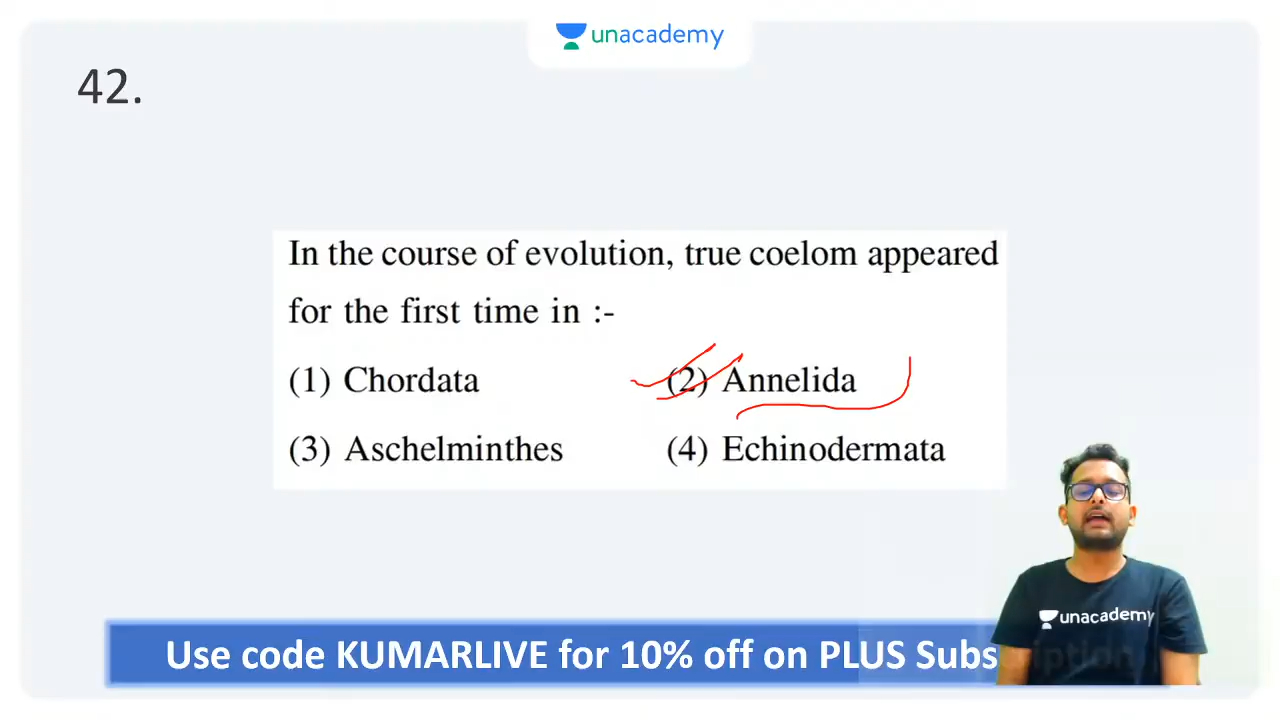 unacademy
42.
In the course of evolution, true coelom appeared
for the first time in :-
(1) Chordata (2) Annelida
(3) Aschelminthes (4) Echinodermata
unacademy
Use code KUMARLIVE for 10% off on PLUS Subscription